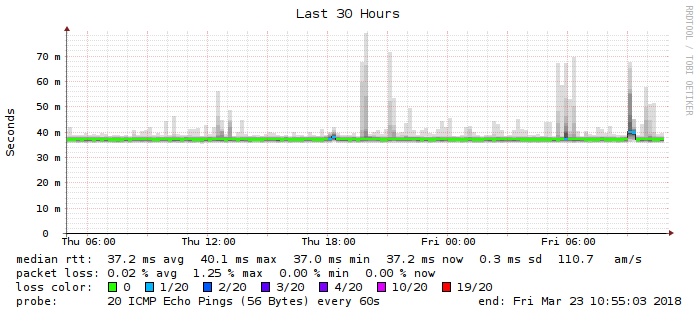 Last 30 Hours
RRDTOOL / TOBI OETIKER
Seconds
70 m
60 m
50 m
40 m
30 m
20 m
10 m
0
Thu 06:00 Thu 12:00 Thu 18:00 Fri 00:00 Fri 06:00
median rtt: 37.2 ms avg 40.1 ms max 37.0 ms min 37.2 ms now 0.3 ms sd 110.7 am/s
packet loss: 0.02 % avg 1.25 % max 0.00 % min 0.00 % now
loss color: 0 1/20 2/20 3/20 4/20 10/20 19/20
probe: 20 ICMP Echo Pings (56 Bytes) every 60s end: Fri Mar 23 10:55:03 2018